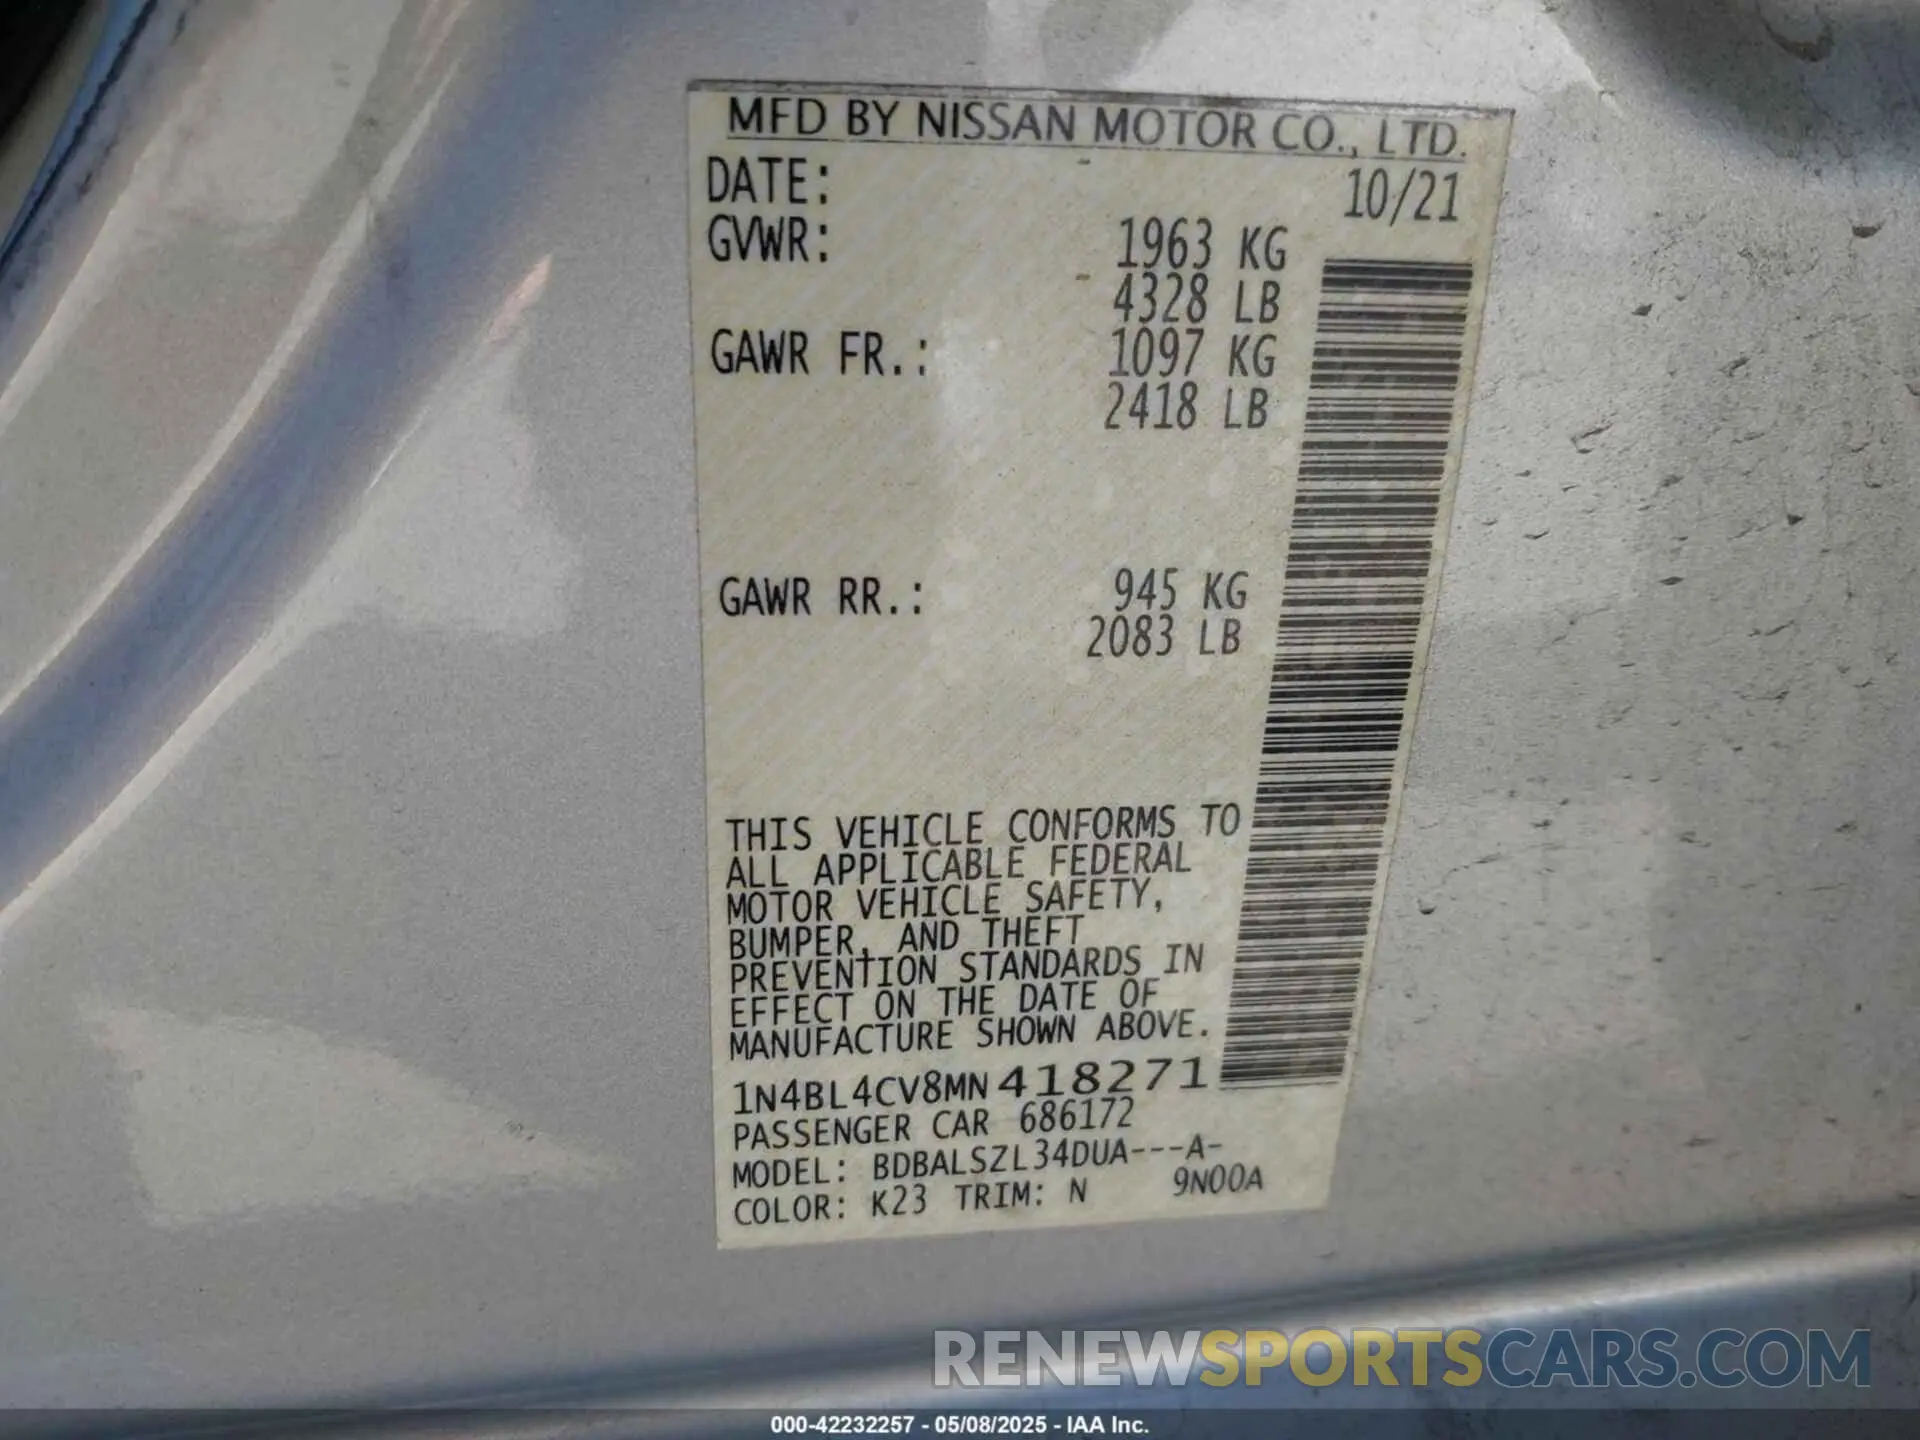 MFD BY NISSAN MOTOR CO., LTD.
DATE: 10/21
GVWR: 1963 KG
4328 LB
GAWR FR.: 1097 KG
2418 LB
GAWR RR.: 945 KG
2083 LB
THIS VEHICLE CONFORMS TO
ALL APPLICABLE FEDERAL
MOTOR VEHICLE SAFETY,
BUMPER, AND THEFT
PREVENTION STANDARDS IN
EFFECT ON THE DATE OF
MANUFACTURE SHOWN ABOVE.
1N4BL4CV8MN418271
PASSENGER CAR 686172
MODEL: BDBALSZL34DUA---A-
COLOR: K23 TRIM: N 9N00A
RENEWSPORTSCARS.COM
000-42232257 - 05/08/2025 - IAA Inc.